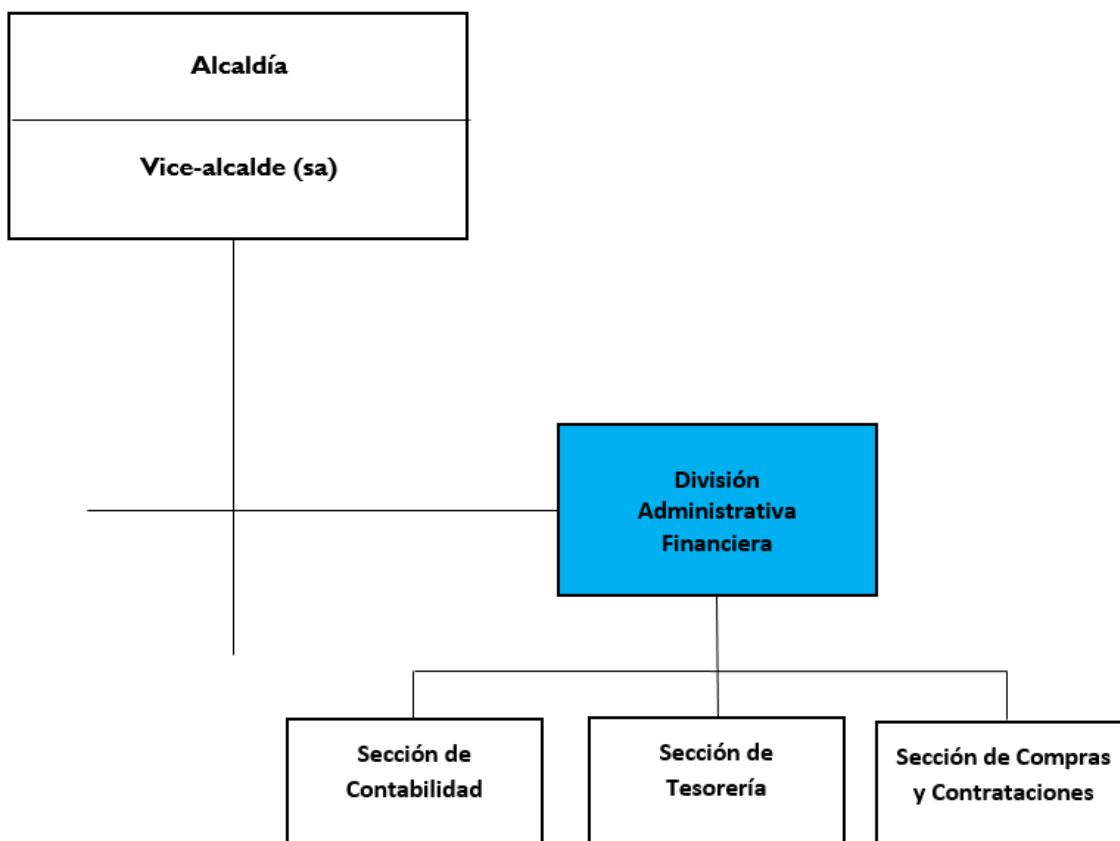 Alcaldía
Vice-alcalde (sa)
División
Administrativa
Financiera
Sección de
Contabilidad
Sección de
Tesorería
Sección de Compras
y Contrataciones